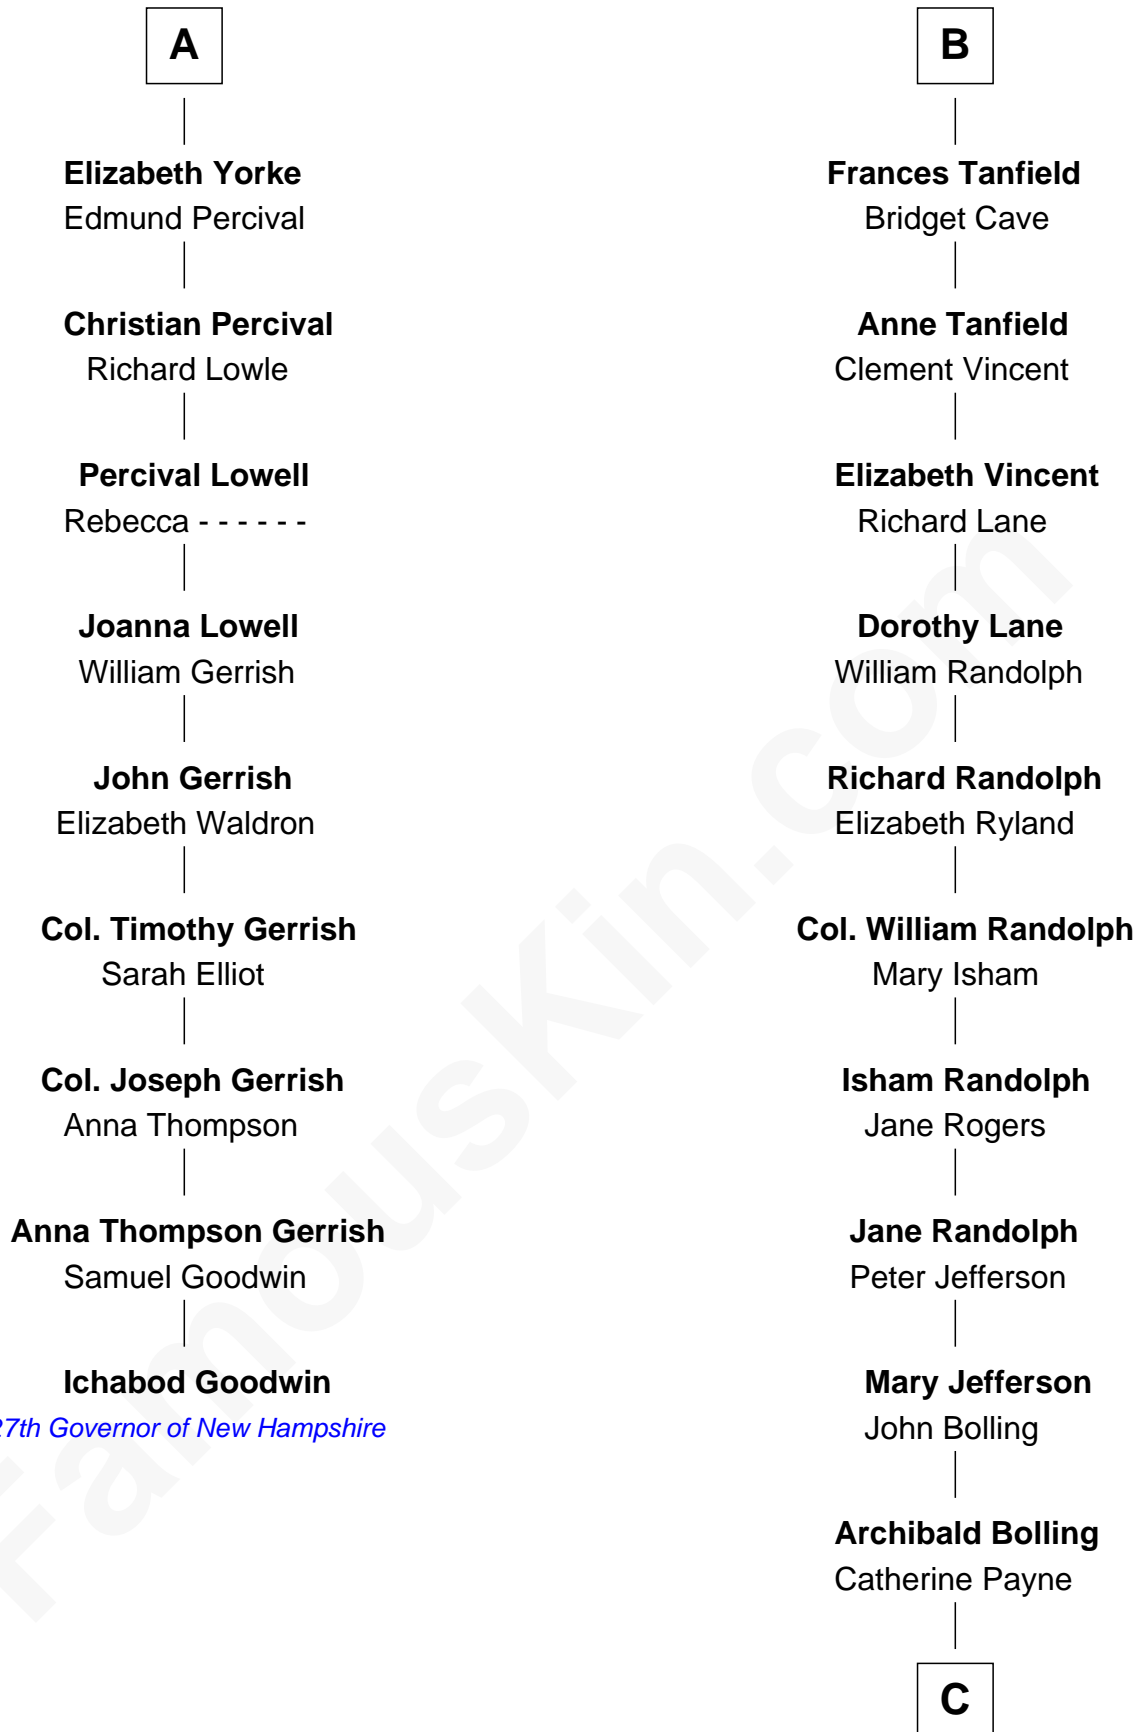 A
Elizabeth Yorke
Edmund Percival
Christian Percival
Richard Lowle
Percival Lowell
Rebecca - - - - - -
Joanna Lowell
William Gerrish
John Gerrish
Elizabeth Waldron
Col. Timothy Gerrish
Sarah Elliot
Col. Joseph Gerrish
Anna Thompson
Anna Thompson Gerrish
Samuel Goodwin
Ichabod Goodwin
27th Governor of New Hampshire
B
Frances Tanfield
Bridget Cave
Anne Tanfield
Clement Vincent
Elizabeth Vincent
Richard Lane
Dorothy Lane
William Randolph
Richard Randolph
Elizabeth Ryland
Col. William Randolph
Mary Isham
Isham Randolph
Jane Rogers
Jane Randolph
Peter Jefferson
Mary Jefferson
John Bolling
Archibald Bolling
Catherine Payne
C
FamousKin.com